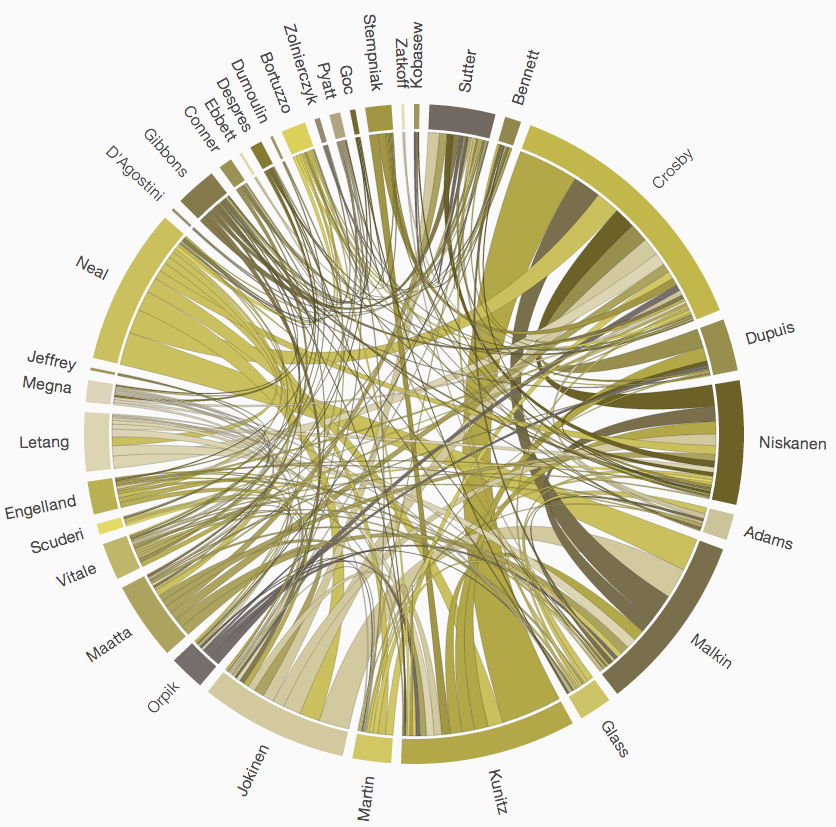 Sutter
Bennett
Crosby
Dupuis
Niskanen
Adams
Malkin
Glass
Kunitz
Martin
Jokinen
Orpik
Maatta
Vitale
Scuderi
Engelland
Letang
Megna
Jeffrey
Neal
D'Agostini
Gibbons
Conner
Ebbett
Despres
Dumoulin
Bortuzzo
Zolnierczyk
Pyatt
Goc
Stempniak
Zatkoff
Kobasew